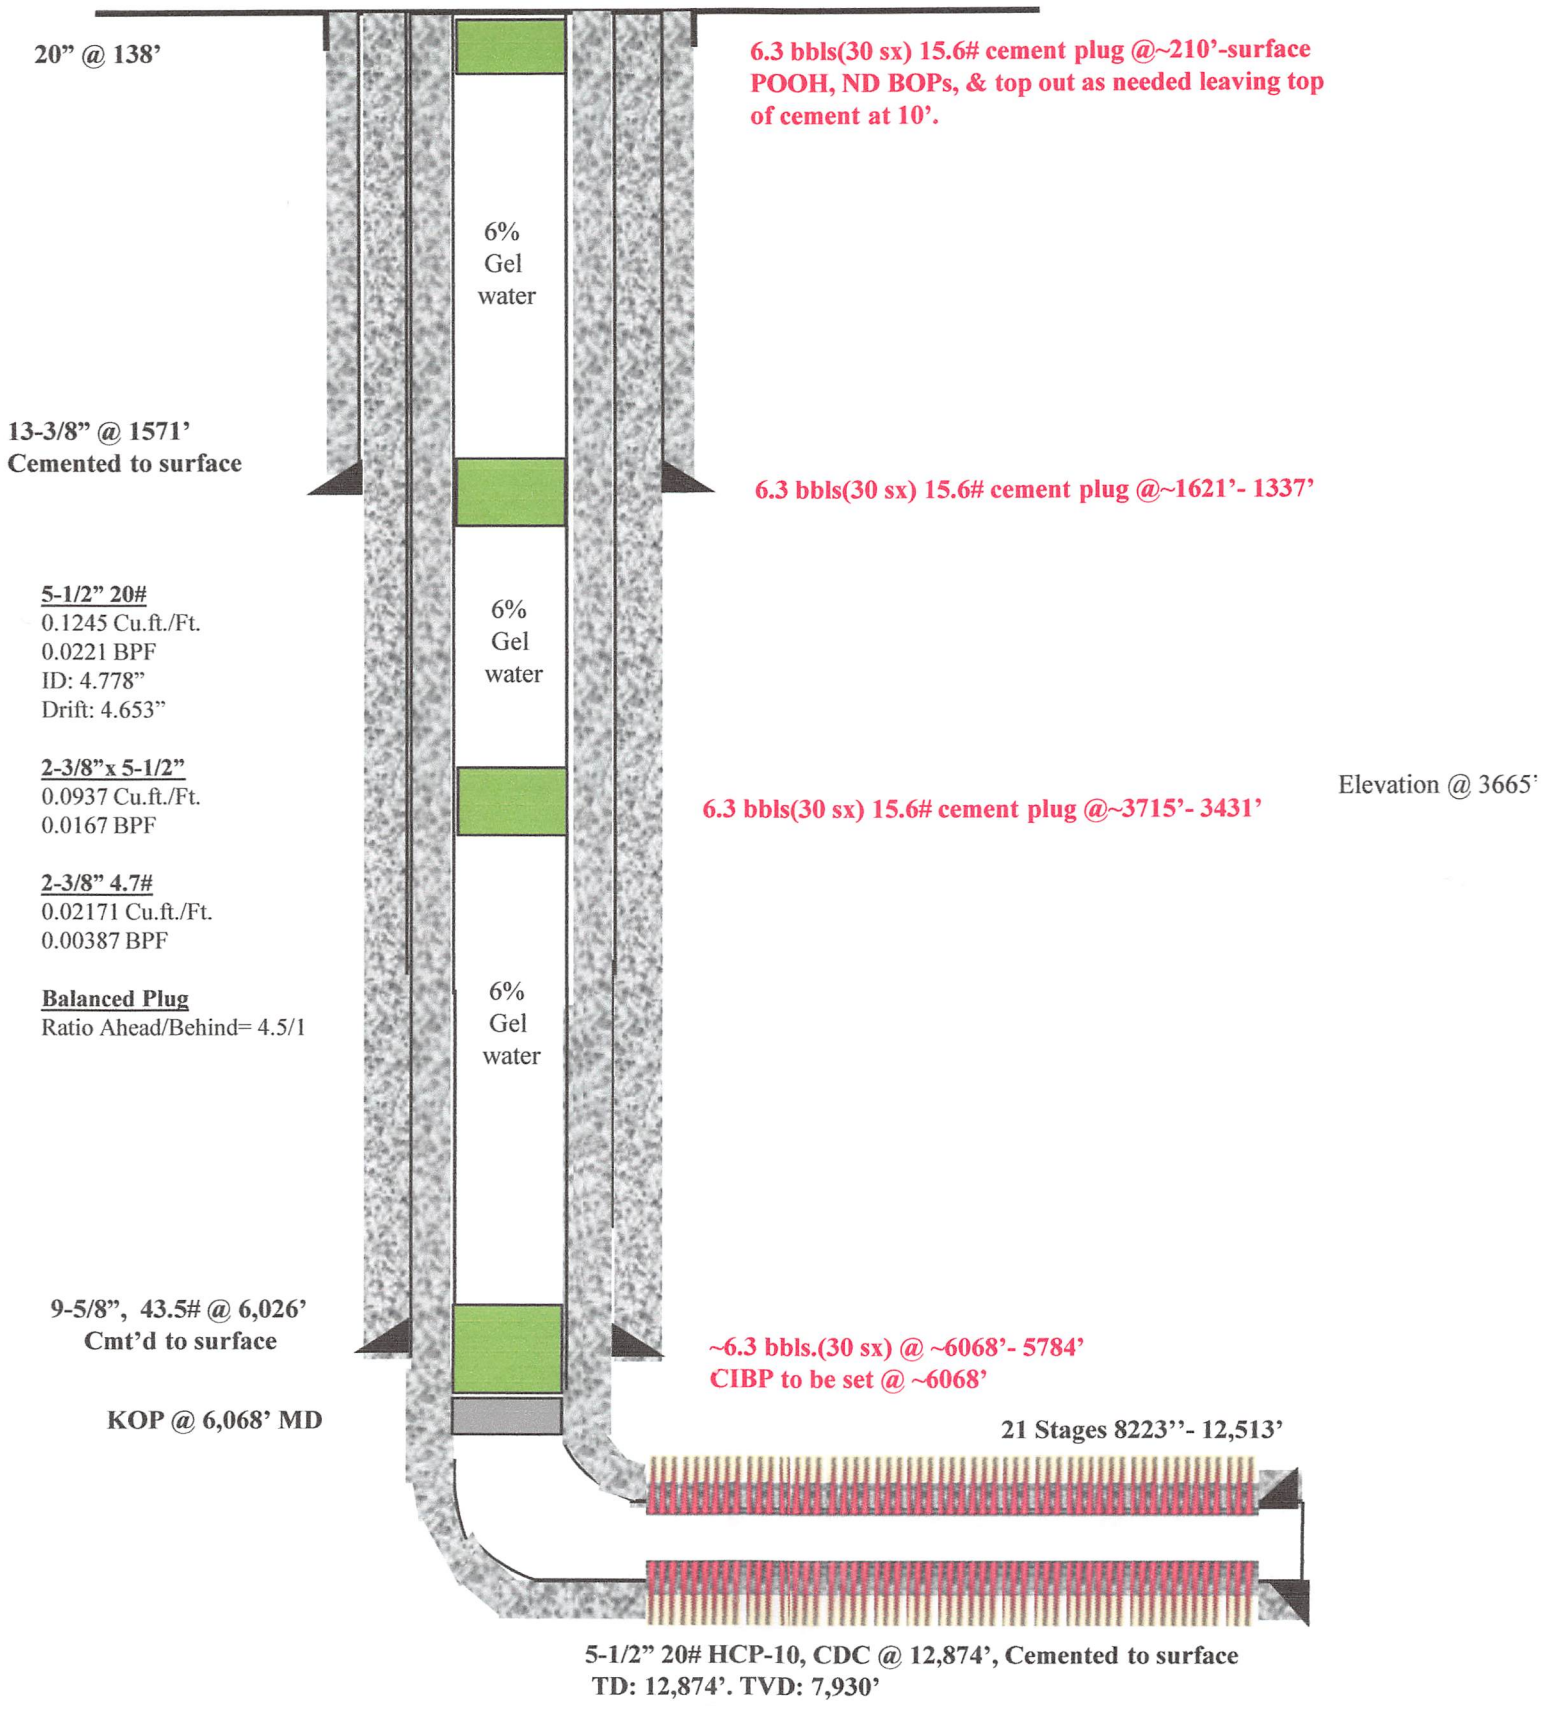 20” @ 138’
6.3 bbls(30 sx) 15.6# cement plug @~210’-surface
POOH, ND BOPs, & top out as needed leaving top
of cement at 10’.
6%
Gel
water
13-3/8” @ 1571’
Cemented to surface
6.3 bbls(30 sx) 15.6# cement plug @~1621’- 1337’
5-1/2” 20#
0.1245 Cu.ft./Ft.
0.0221 BPF
ID: 4.778”
Drift: 4.653”
6%
Gel
water
2-3/8”x 5-1/2”
0.0937 Cu.ft./Ft.
0.0167 BPF
6.3 bbls(30 sx) 15.6# cement plug @~3715’- 3431’
Elevation @ 3665’
2-3/8” 4.7#
0.02171 Cu.ft./Ft.
0.00387 BPF
Balanced Plug
Ratio Ahead/Behind= 4.5/1
6%
Gel
water
9-5/8”, 43.5# @ 6,026’
Cmt’d to surface
~6.3 bbls.(30 sx) @ ~6068’- 5784’
CIBP to be set @ ~6068’
KOP @ 6,068’ MD
21 Stages 8223’’- 12,513’
5-1/2” 20# HCP-10, CDC @ 12,874’, Cemented to surface
TD: 12,874’. TVD: 7,930’